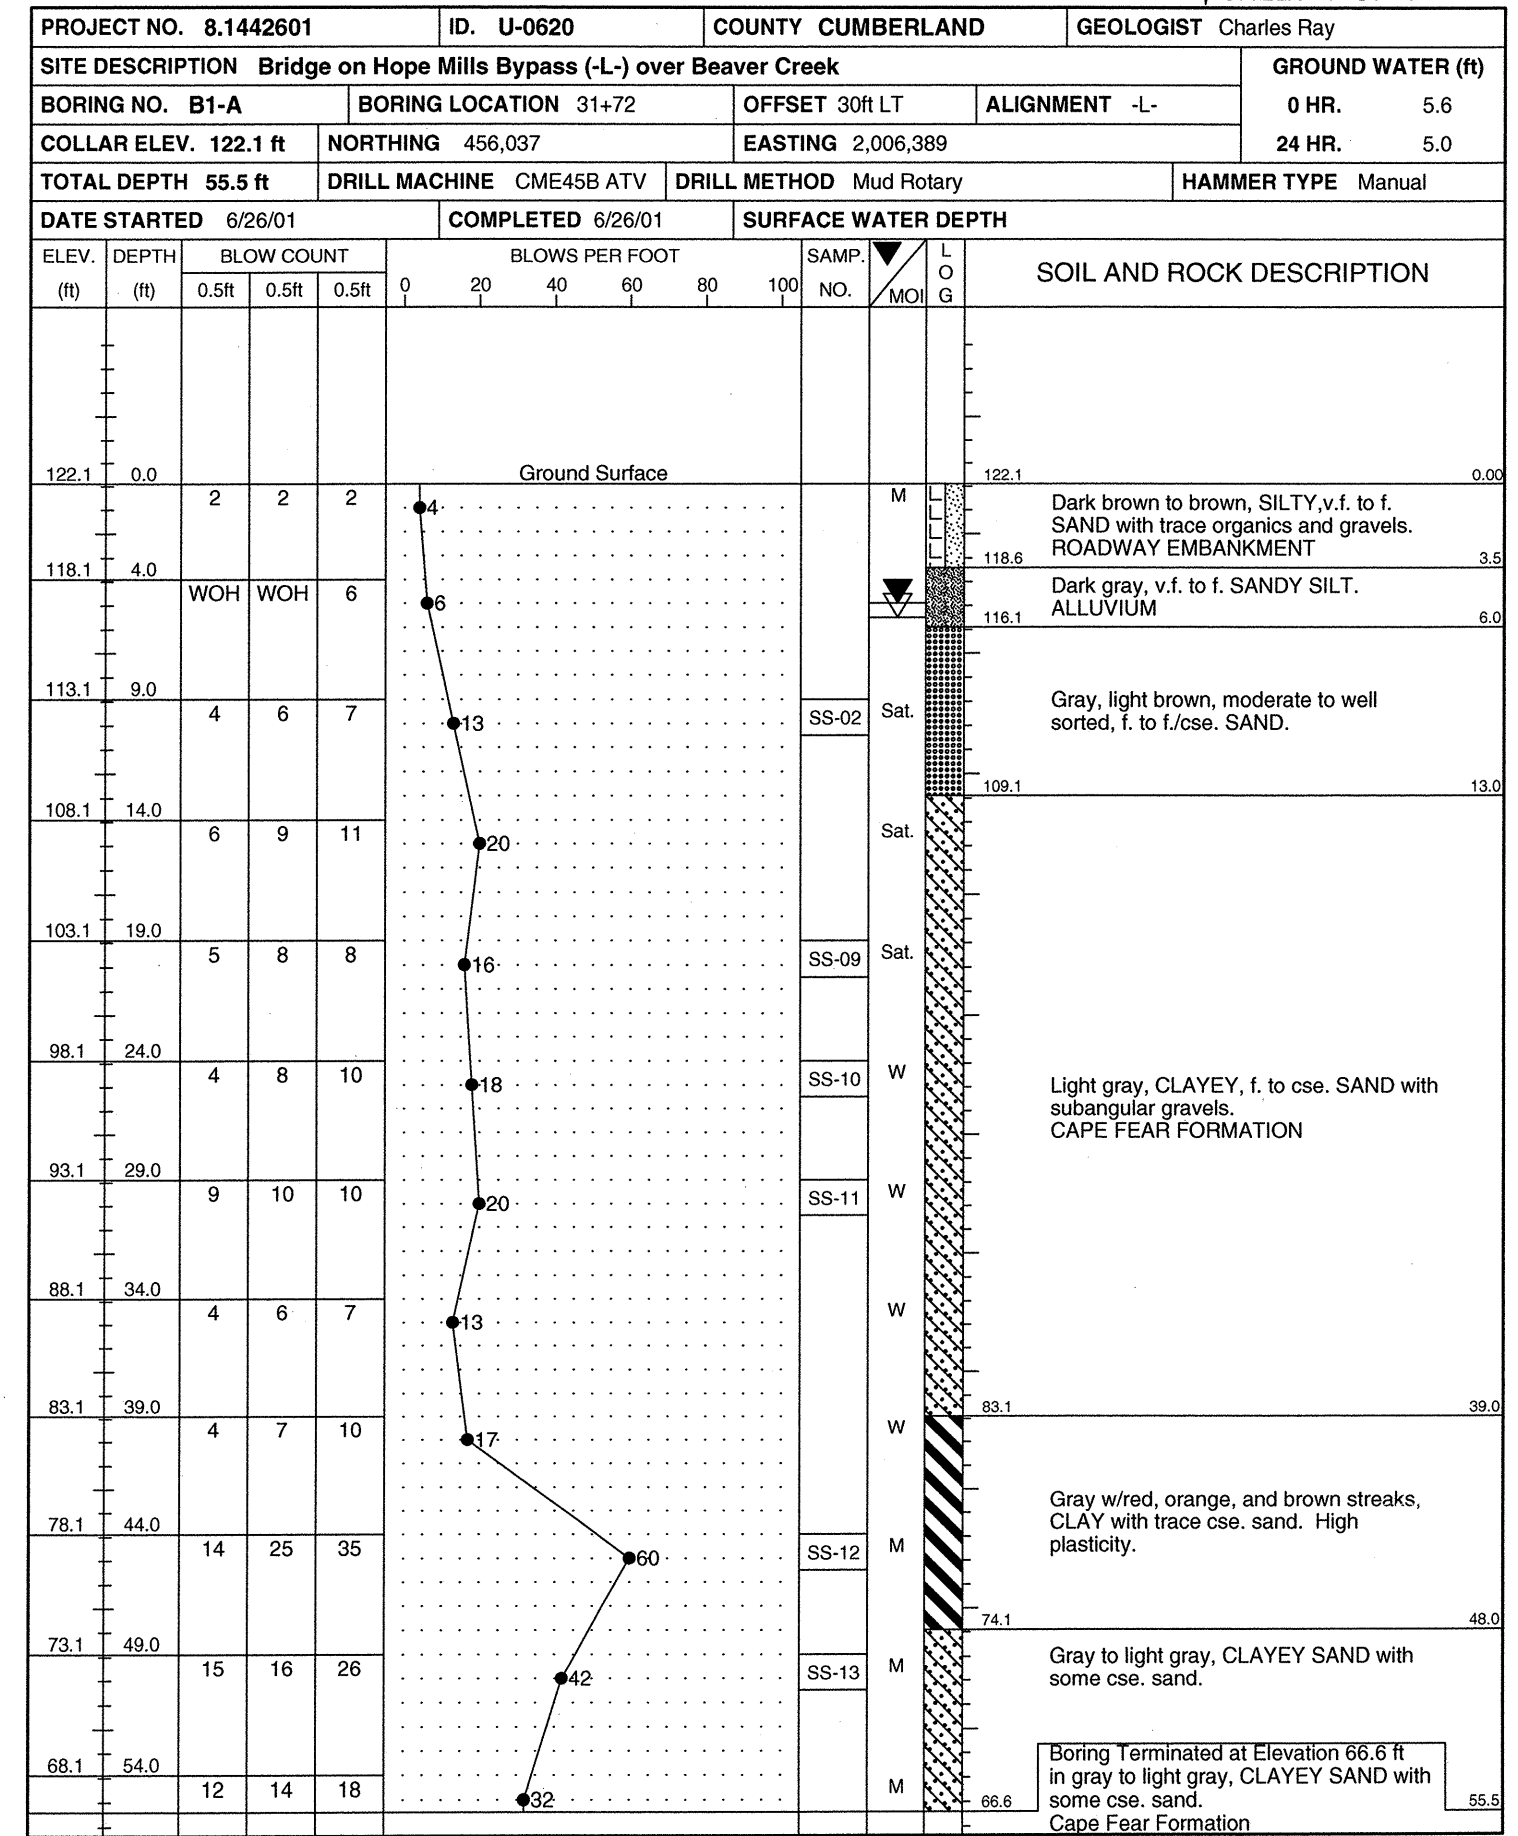 PROJECT NO. 8.1442601 ID. U-0620 COUNTY CUMBERLAND GEOLOGIST Charles Ray
SITE DESCRIPTION Bridge on Hope Mills Bypass (-L-) over Beaver Creek GROUND WATER (ft)
BORING NO. B1-A BORING LOCATION 31+72 OFFSET 30ft LT ALIGNMENT -L- 0 HR. 5.6
COLLAR ELEV. 122.1 ft NORTHING 456,037 EASTING 2,006,389 24 HR. 5.0
TOTAL DEPTH 55.5 ft DRILL MACHINE CME45B ATV DRILL METHOD Mud Rotary HAMMER TYPE Manual
DATE STARTED 6/26/01 COMPLETED 6/26/01 SURFACE WATER DEPTH
ELEV. DEPTH BLOW COUNT BLOWS PER FOOT SAMP. L
O SOIL AND ROCK DESCRIPTION
(ft) (ft) 0.5ft 0.5ft 0.5ft 0 20 40 60 80 100 NO. MOI G
122.1 0.0 Ground Surface 122.1 0.00
2 2 2 M Dark brown to brown, SILTY,v.f. to f.
4 SAND with trace organics and gravels.
ROADWAY EMBANKMENT
118.6 3.5
118.1 4.0
WOH WOH 6 Dark gray, v.f. to f. SANDY SILT.
6 ALLUVIUM
116.1 6.0
113.1 9.0
4 6 7 SS-02 Sat. Gray, light brown, moderate to well
13 sorted, f. to f./cse. SAND.
109.1 13.0
108.1 14.0
6 9 11 Sat.
20
103.1 19.0
5 8 8 SS-09 Sat.
16
98.1 24.0
4 8 10 SS-10 W
18 Light gray, CLAYEY, f. to cse. SAND with
subangular gravels.
CAPE FEAR FORMATION
93.1 29.0
9 10 10 SS-11 W
20
88.1 34.0
4 6 7 W
13
83.1 39.0 83.1 39.0
4 7 10 W
17
Gray w/red, orange, and brown streaks,
78.1 44.0 CLAY with trace cse. sand. High
14 25 35 SS-12 M plasticity.
60
74.1 48.0
73.1 49.0 Gray to light gray, CLAYEY SAND with
15 16 26 SS-13 M some cse. sand.
42
Boring Terminated at Elevation 66.6 ft
68.1 54.0 in gray to light gray, CLAYEY SAND with
12 14 18 M some cse. sand.
32 66.6 55.5
Cape Fear Formation